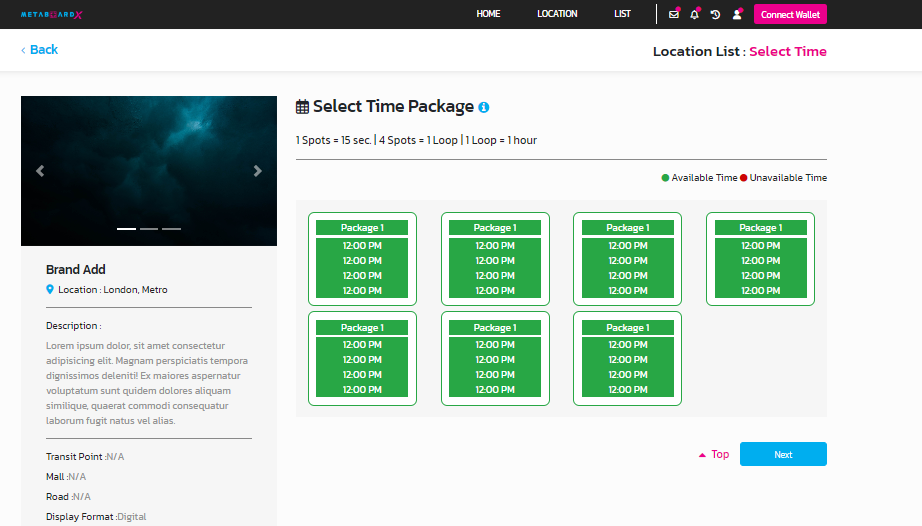 METABOARDX
HOME
LOCATION
LIST
Connect Wallet
Back
Location List : Select Time
Select Time Package
1 Spots = 15 sec. | 4 Spots = 1 Loop | 1 Loop = 1 hour
Available Time Unavailable Time
Package 1
12:00 PM
12:00 PM
12:00 PM
12:00 PM
Package 1
12:00 PM
12:00 PM
12:00 PM
12:00 PM
Package 1
12:00 PM
12:00 PM
12:00 PM
12:00 PM
Package 1
12:00 PM
12:00 PM
12:00 PM
12:00 PM
Package 1
12:00 PM
12:00 PM
12:00 PM
12:00 PM
Package 1
12:00 PM
12:00 PM
12:00 PM
12:00 PM
Package 1
12:00 PM
12:00 PM
12:00 PM
12:00 PM
Top
Next
Brand Add
Location : London, Metro
Description :
Lorem ipsum dolor, sit amet consectetur
adipisicing elit. Magnam perspiciatis tempora
dignissimos deleniti! Ex maiores aspernatur
voluptatum sunt quidem dolores aliquam
similique, quaerat commodi consequatur
laborum fugit natus vel alias.
Transit Point :N/A
Mall :N/A
Road :N/A
Display Format :Digital